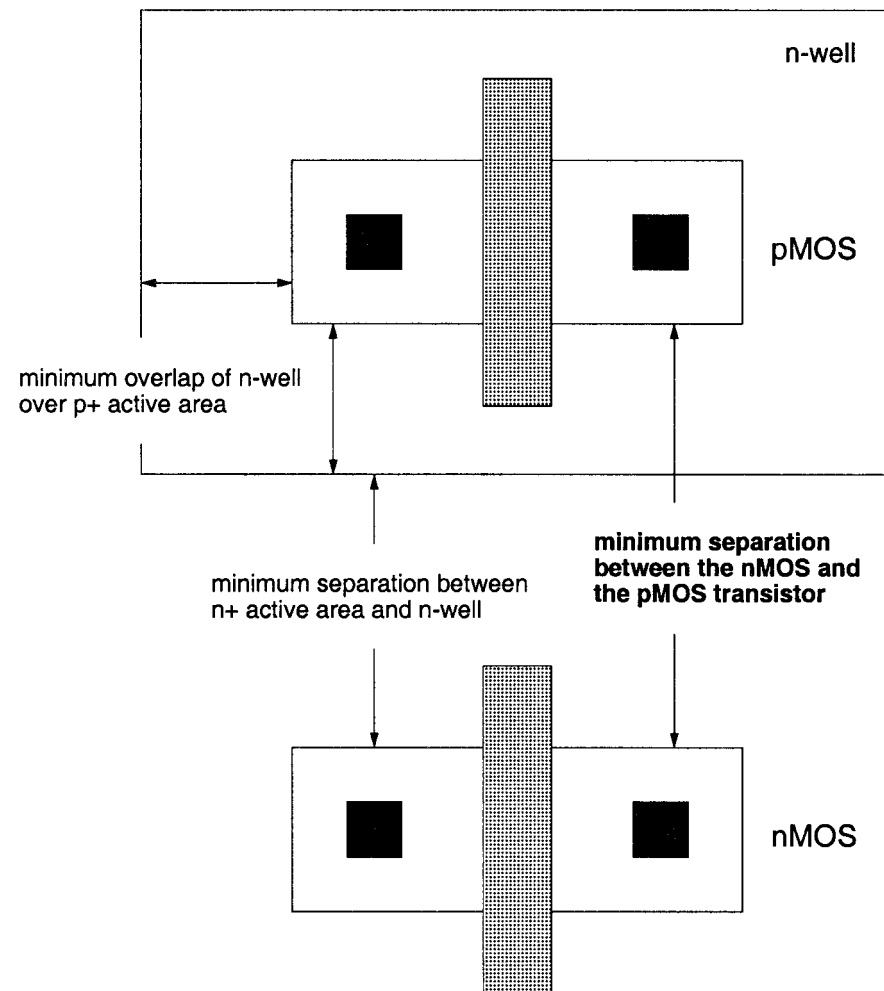 n-well
pMOS
minimum overlap of n-well
over p+ active area
minimum separation
between the nMOS and
the pMOS transistor
minimum separation between
n+ active area and n-well
nMOS